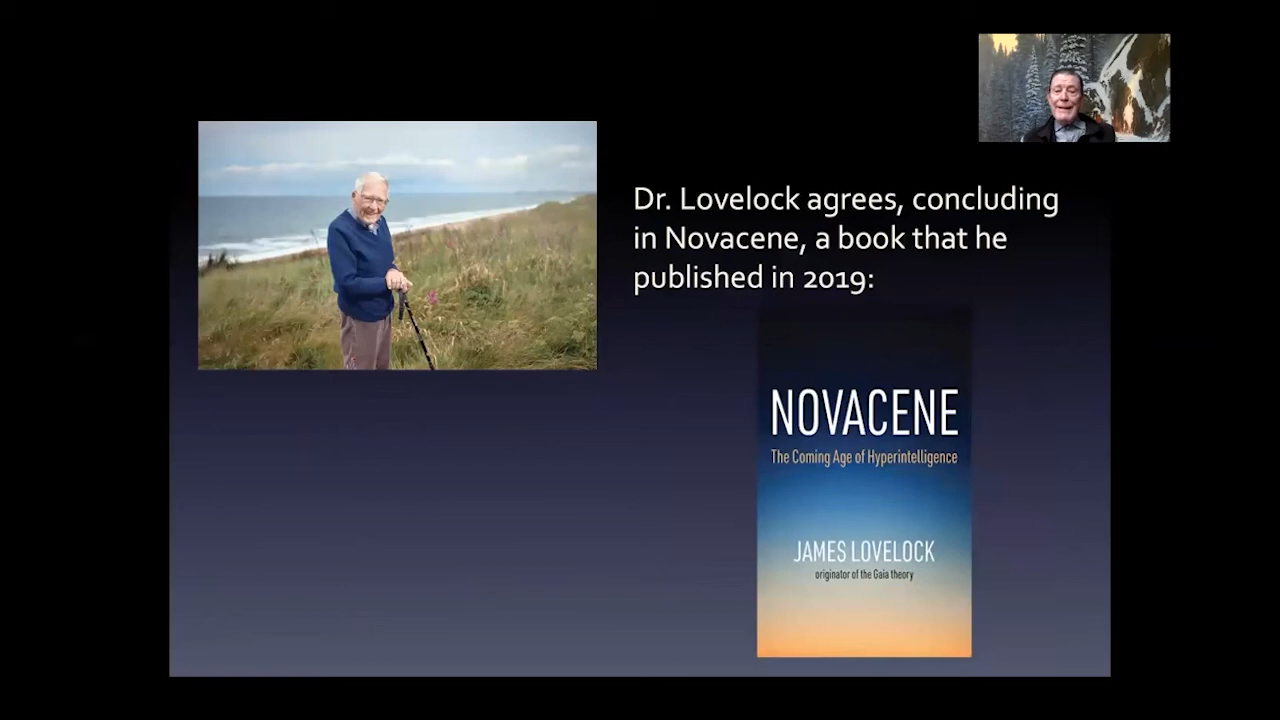 Dr. Lovelock agrees, concluding
in Novacene, a book that he
published in 2019:
NOVACENE
The Coming Age of Hyperintelligence
JAMES LOVELOCK
originator of the Gaia theory